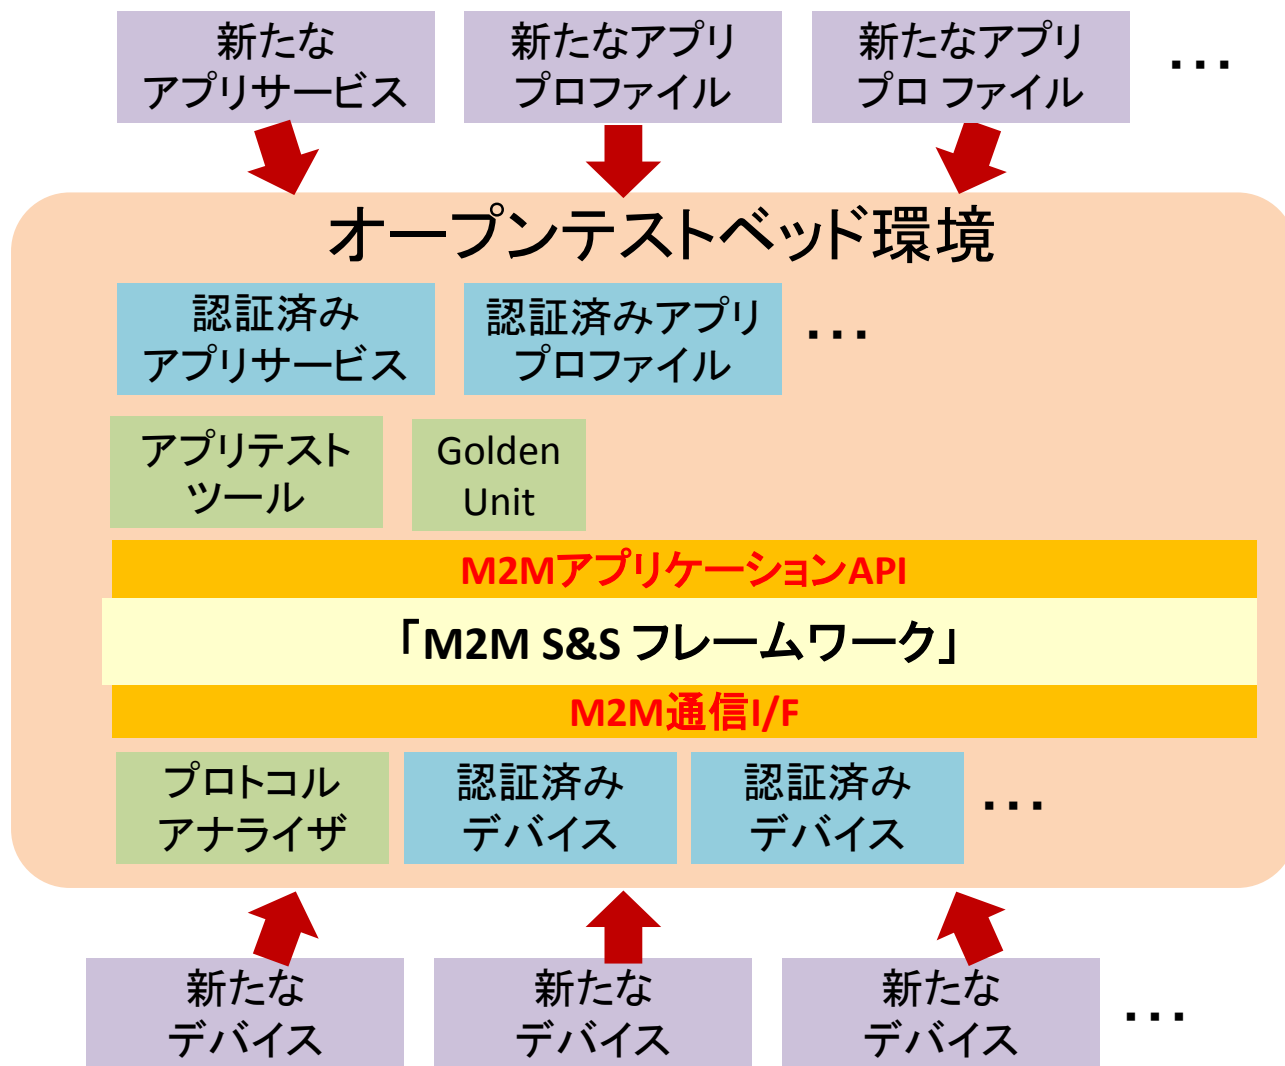 新たな
アプリサービス
新たなアプリ
プロファイル
新たなアプリ
プロ ファイル
...
オープンテストベッド環境
認証済み
アプリサービス
認証済みアプリ
プロファイル
...
アプリテスト
ツール
Golden
Unit
M2MアプリケーションAPI
「M2M S&S フレームワーク」
M2M通信I/F
プロトコル
アナライザ
認証済み
デバイス
認証済み
デバイス
...
新たな
デバイス
新たな
デバイス
新たな
デバイス
...